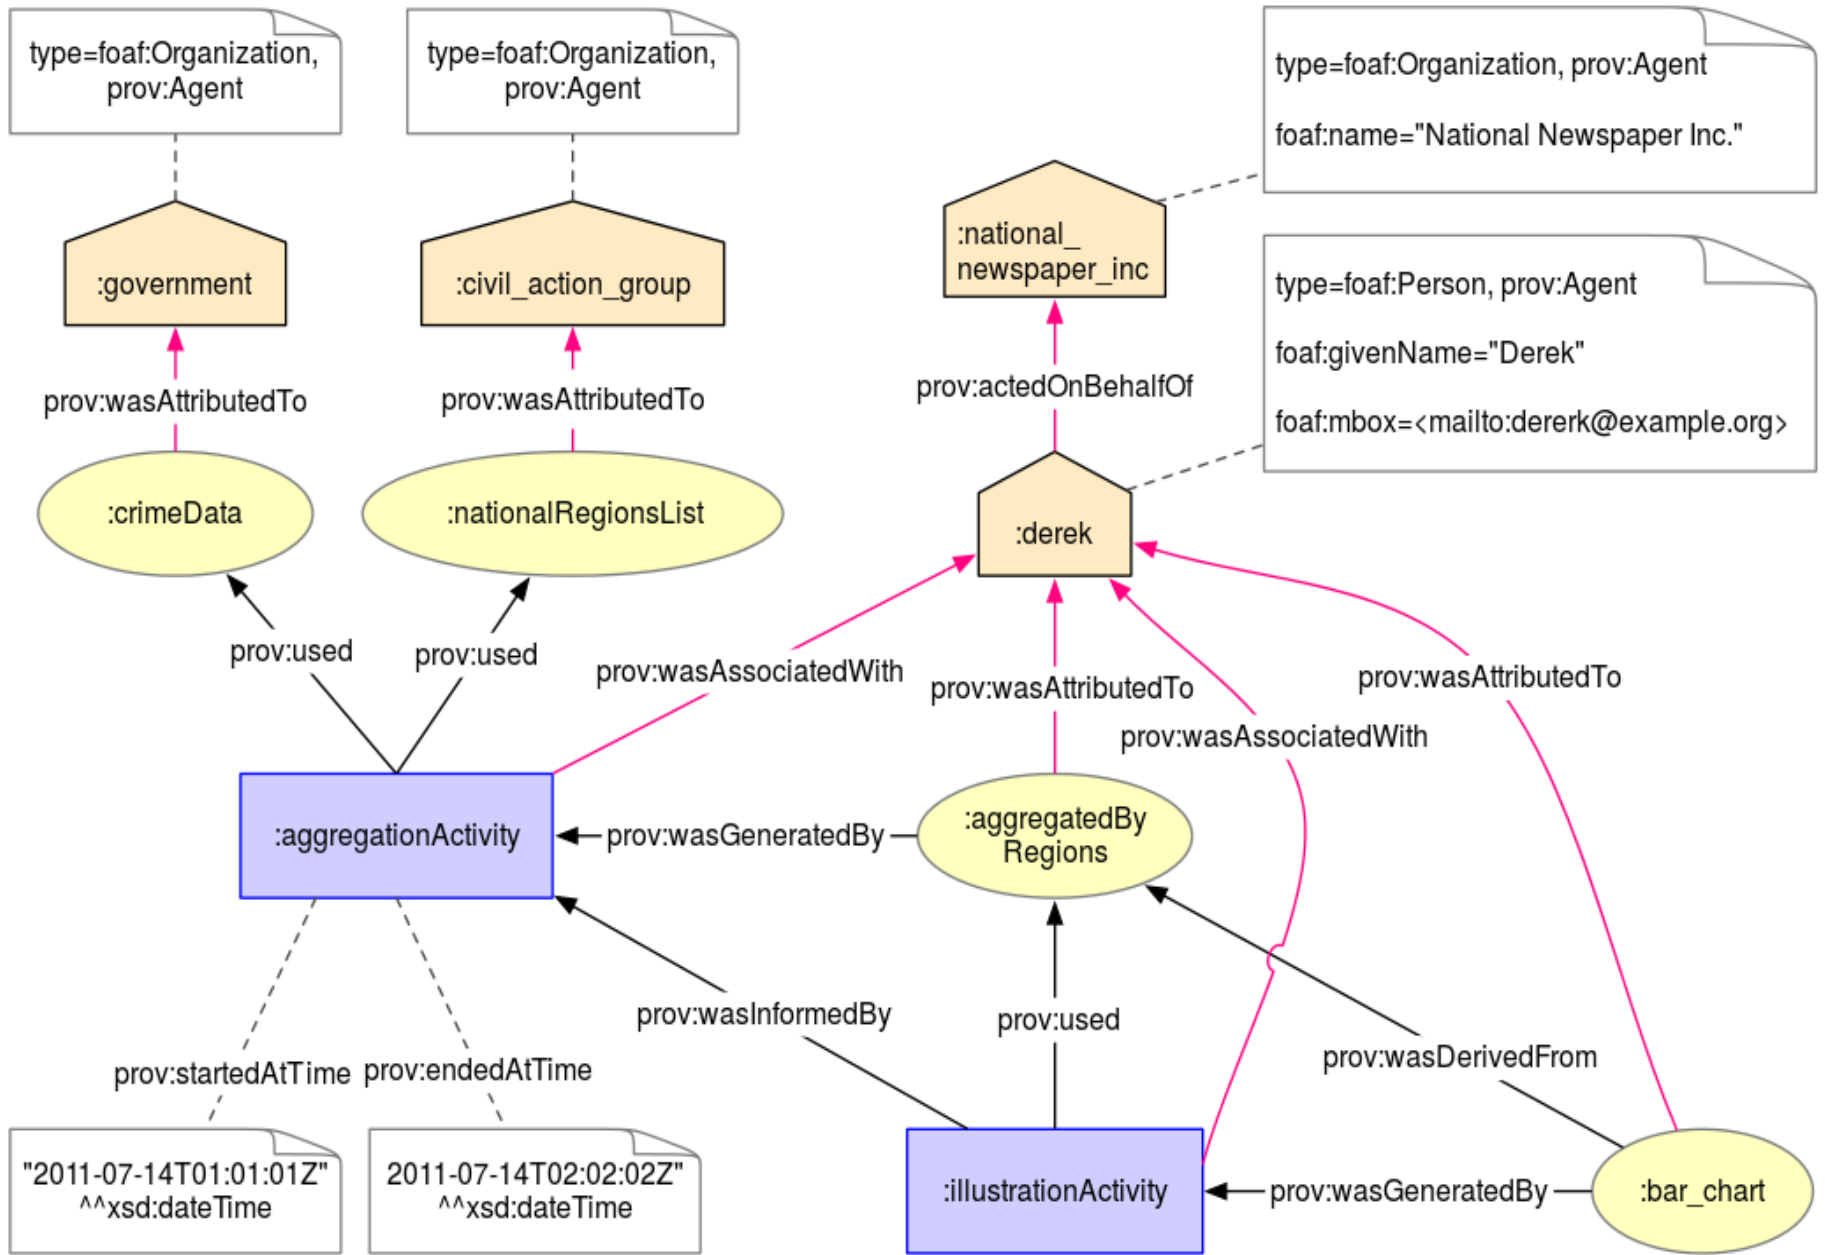 type=foaf:Organization,
prov:Agent
type=foaf:Organization,
prov:Agent
type=foaf:Organization, prov:Agent
foaf:name="National Newspaper Inc."
:government
:civil_action_group
:national_
newspaper_inc
type=foaf:Person, prov:Agent
foaf:givenName="Derek"
foaf:mbox=<mailto:dererk@example.org>
prov:wasAttributedTo
prov:wasAttributedTo
prov:actedOnBehalfOf
:crimeData
:nationalRegionsList
:derek
prov:used
prov:used
prov:wasAssociatedWith
prov:wasAttributedTo
prov:wasAttributedTo
prov:wasAssociatedWith
:aggregationActivity
prov:wasGeneratedBy
:aggregatedBy
Regions
prov:wasInformedBy
prov:used
prov:wasDerivedFrom
prov:startedAtTime
prov:endedAtTime
"2011-07-14T01:01:01Z"
^^xsd:dateTime
2011-07-14T02:02:02Z"
^^xsd:dateTime
:illustrationActivity
prov:wasGeneratedBy
:bar_chart